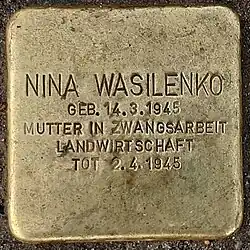 NINA WASILENKO
GEB. 14.3.1945
MUTTER IN ZWANGSARBEIT
LANDWIRTSCHAFT
TOT 2.4.1945